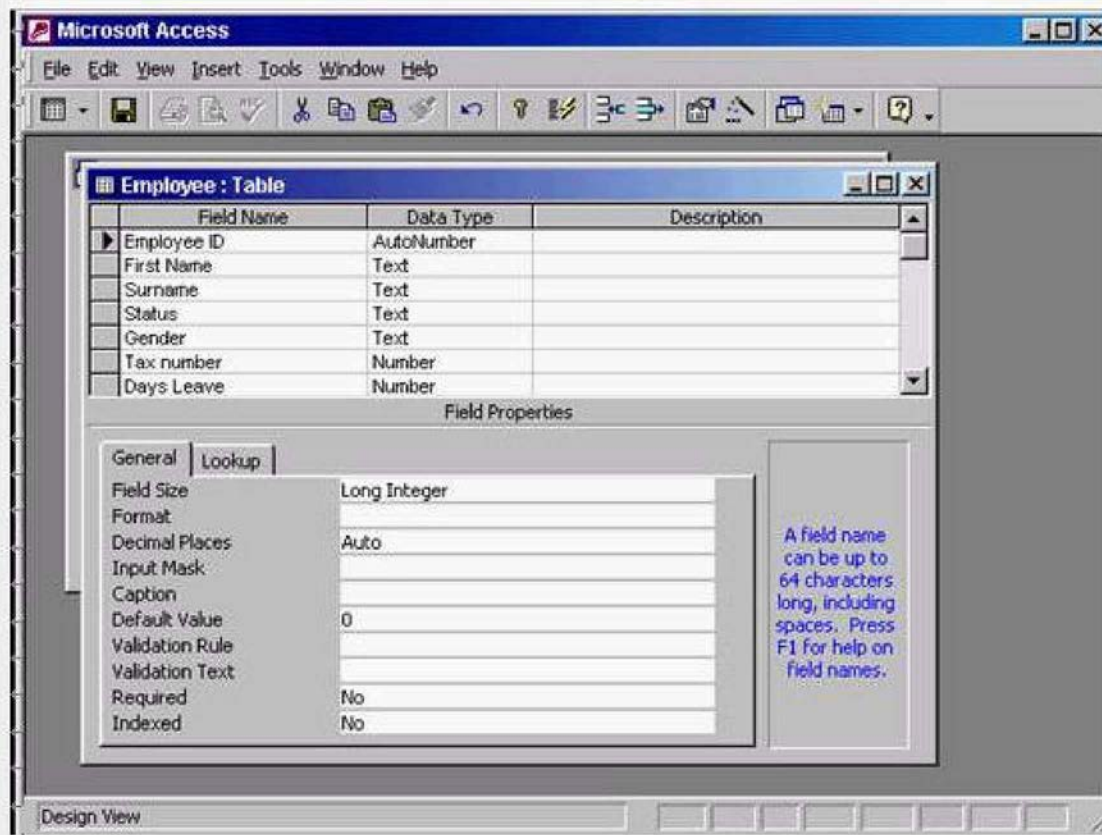 Microsoft Access
File Edit View Insert Tools Window Help
Employee : Table
Field Name Data Type Description
Employee ID AutoNumber
First Name Text
Surname Text
Status Text
Gender Text
Tax number Number
Days Leave Number
Field Properties
General Lookup
Field Size Long Integer
Format
Decimal Places Auto
Input Mask
Caption
Default Value 0
Validation Rule
Validation Text
Required No
Indexed No
A field name
can be up to
64 characters
long, including
spaces. Press
F1 for help on
field names.
Design View